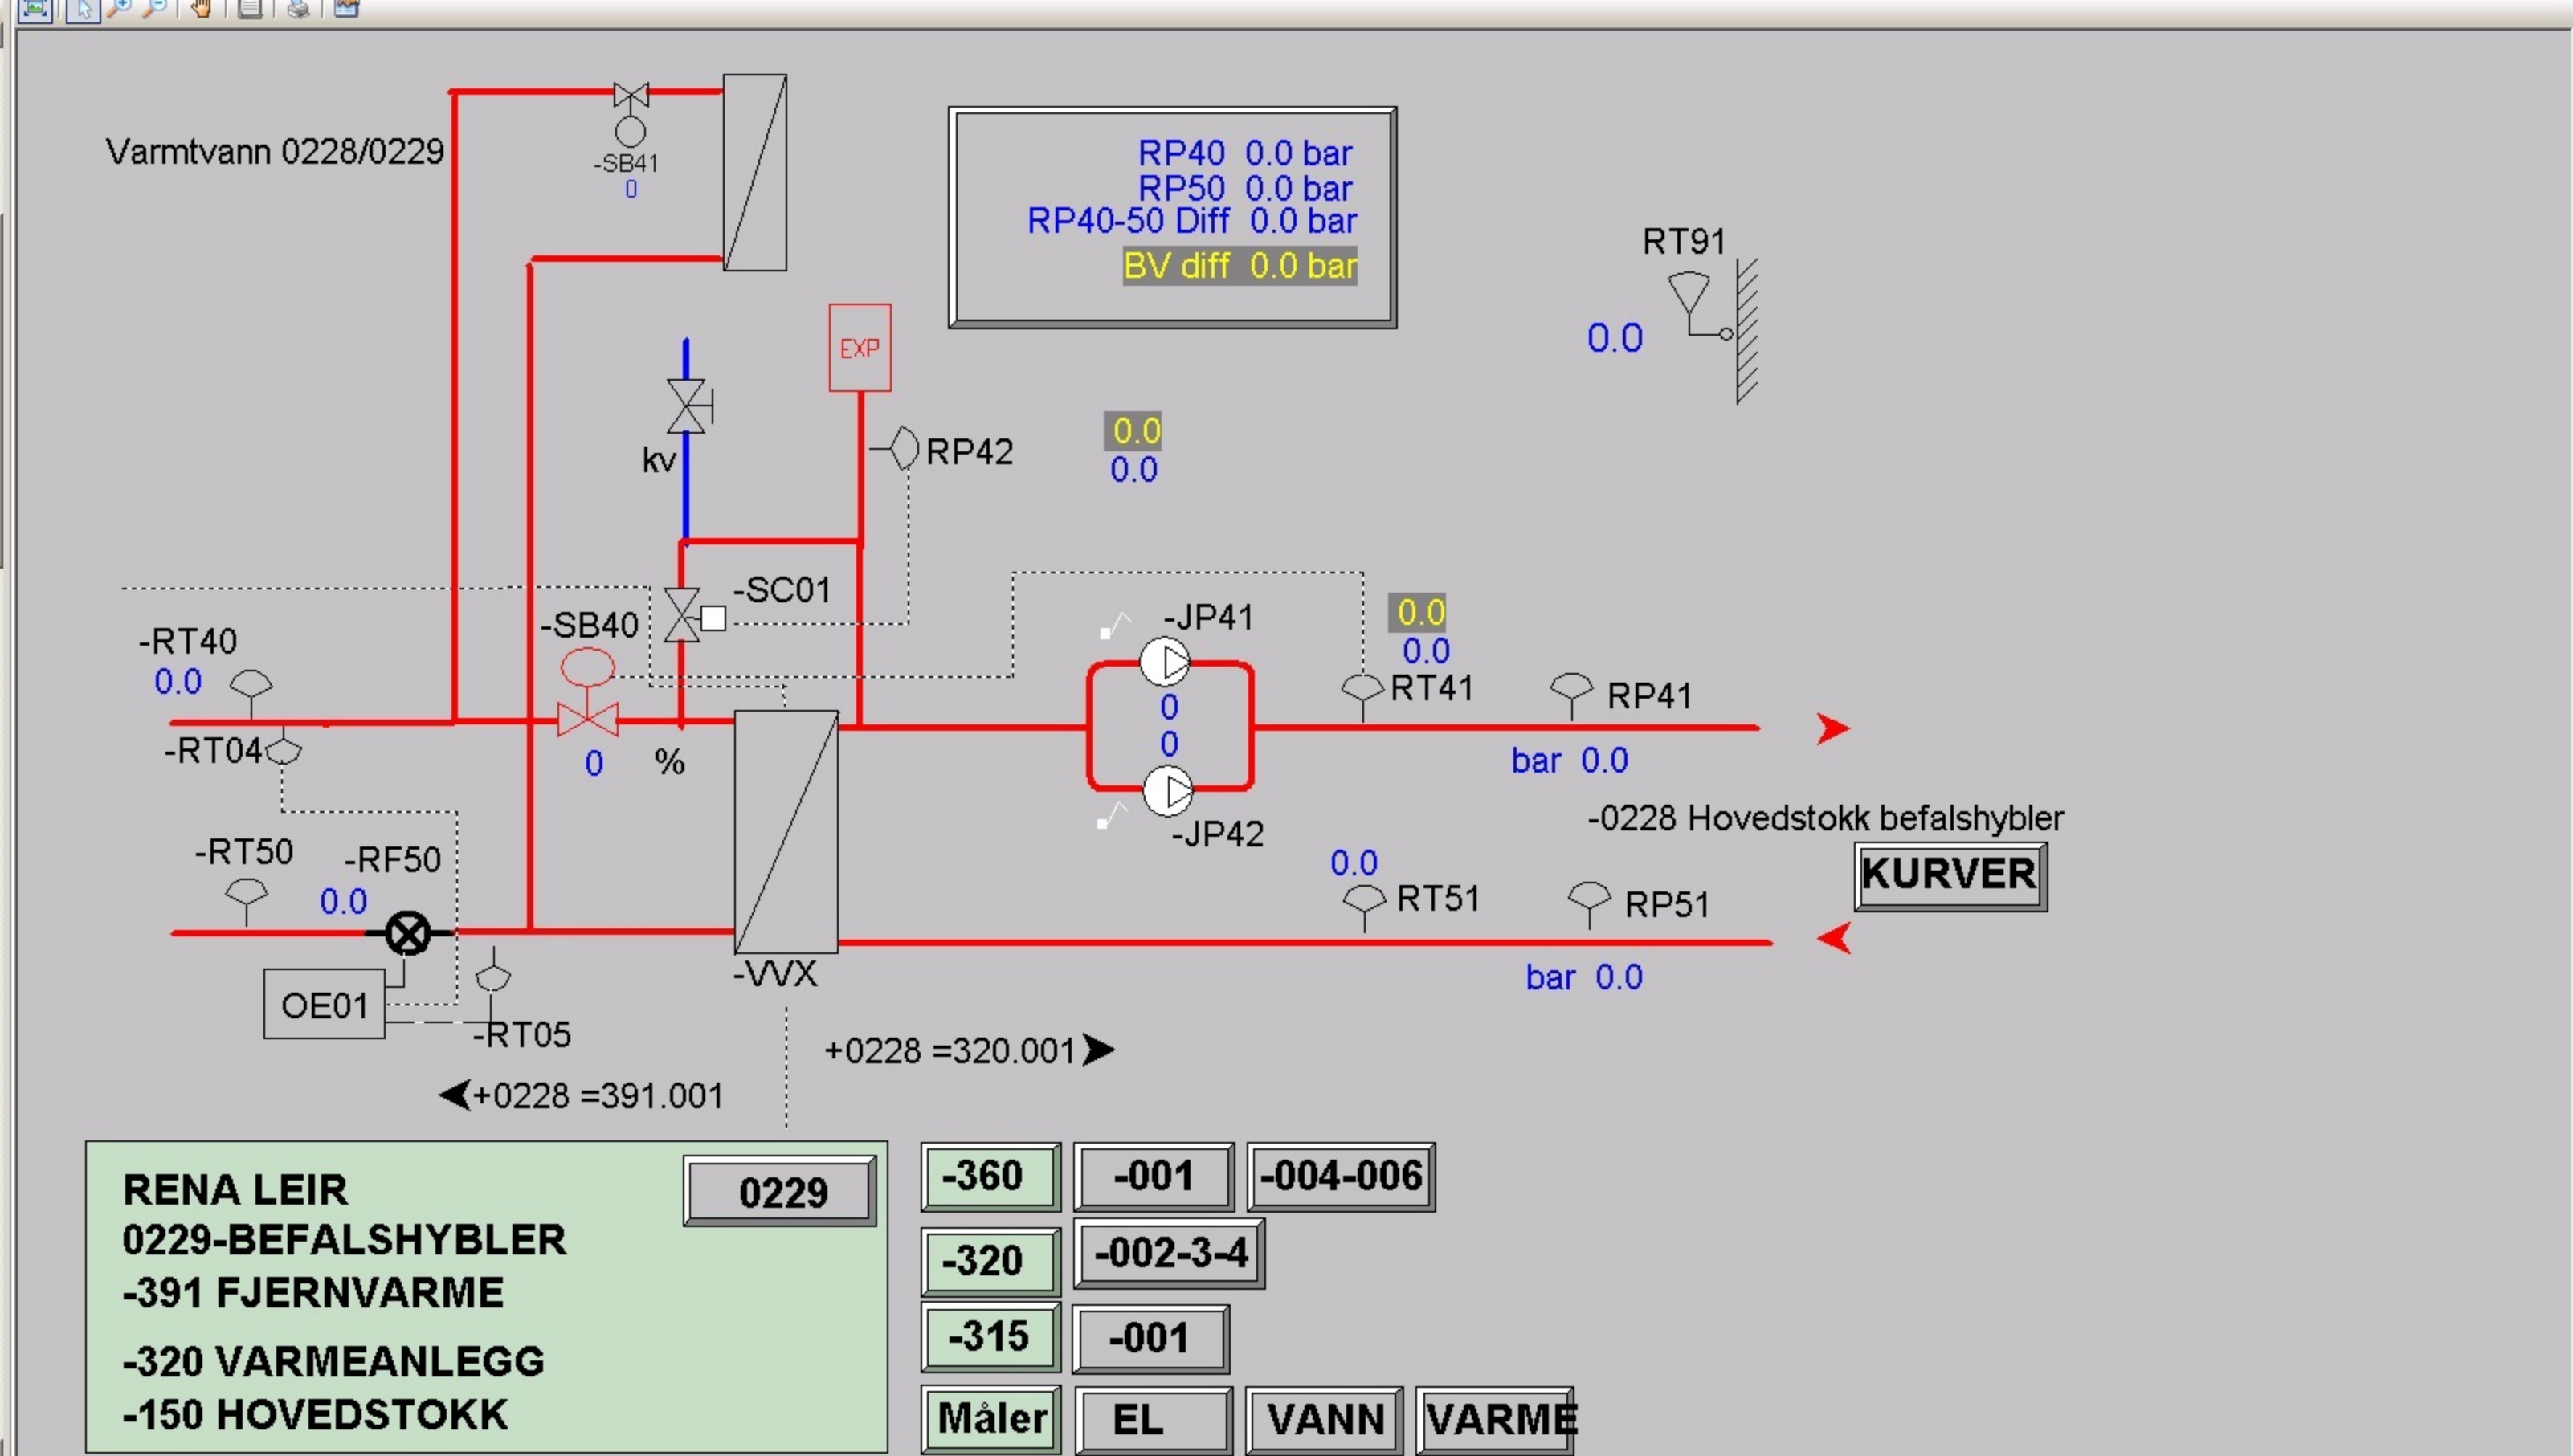 Varmtvann 0228/0229
-SB41
0
RP40 0.0 bar
RP50 0.0 bar
RP40-50 Diff 0.0 bar
BV diff 0.0 bar
RT91
0.0
EXP
kv
RP42
0.0
0.0
-SC01
-SB40
-RT40
0.0
-JP41
0.0
0.0
RT41
RP41
-RT04
0
%
0
0
bar 0.0
-JP42
-0228 Hovedstokk befalshybler
KURVER
-RT50
-RF50
0.0
0.0
RT51
RP51
-VVX
bar 0.0
OE01
-RT05
+0228 =320.001
+0228 =391.001
RENA LEIR
0229-BEFALSHYBLER
-391 FJERNVARME
-320 VARMEANLEGG
-150 HOVEDSTOKK
0229
-360 -001 -004-006
-320 -002-3-4
-315 -001
Måler EL VANN VARME